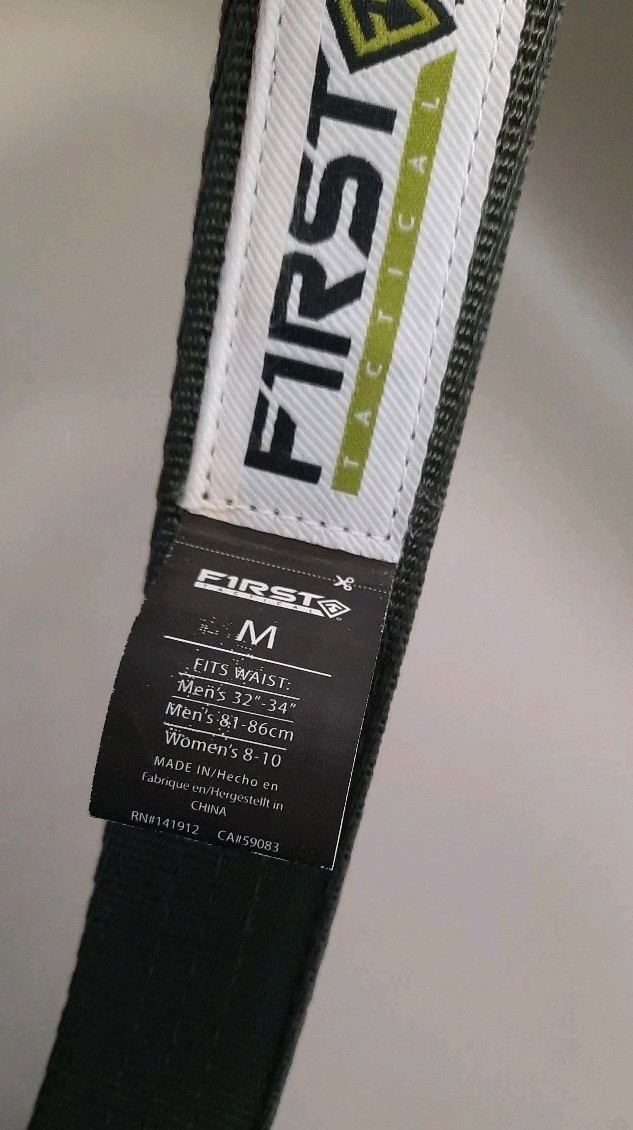 F1RST
TACTICAL
F1RST
TACTICAL
M
FITS WAIST:
Men's 32"-34"
Men's 81-86cm
Women's 8-10
MADE IN/Hecho en
Fabrique en/Hergestellt in
CHINA
RN#141912 CA#59083